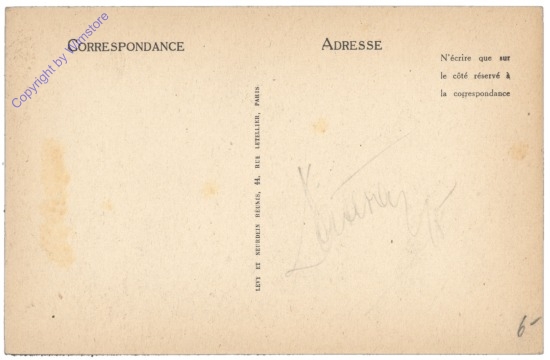 Copyright by Wimstore
CORRESPONDANCE
ADRESSE
N'écrire que sur
le côté réservé à
la correspondance
LEVY ET NEURDEIN RÉUNIS, 44, RUE LETELLIER, PARIS
6-